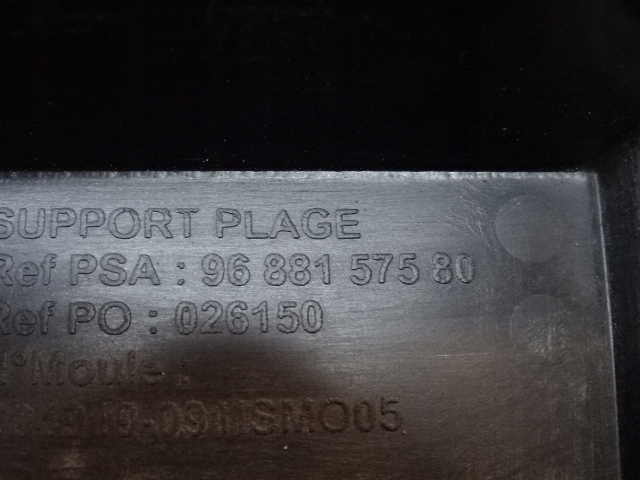 SUPPORT PLAGE
Ref PSA : 96 881 575 80
Ref PO : 026150
N°Moule :
SMO05